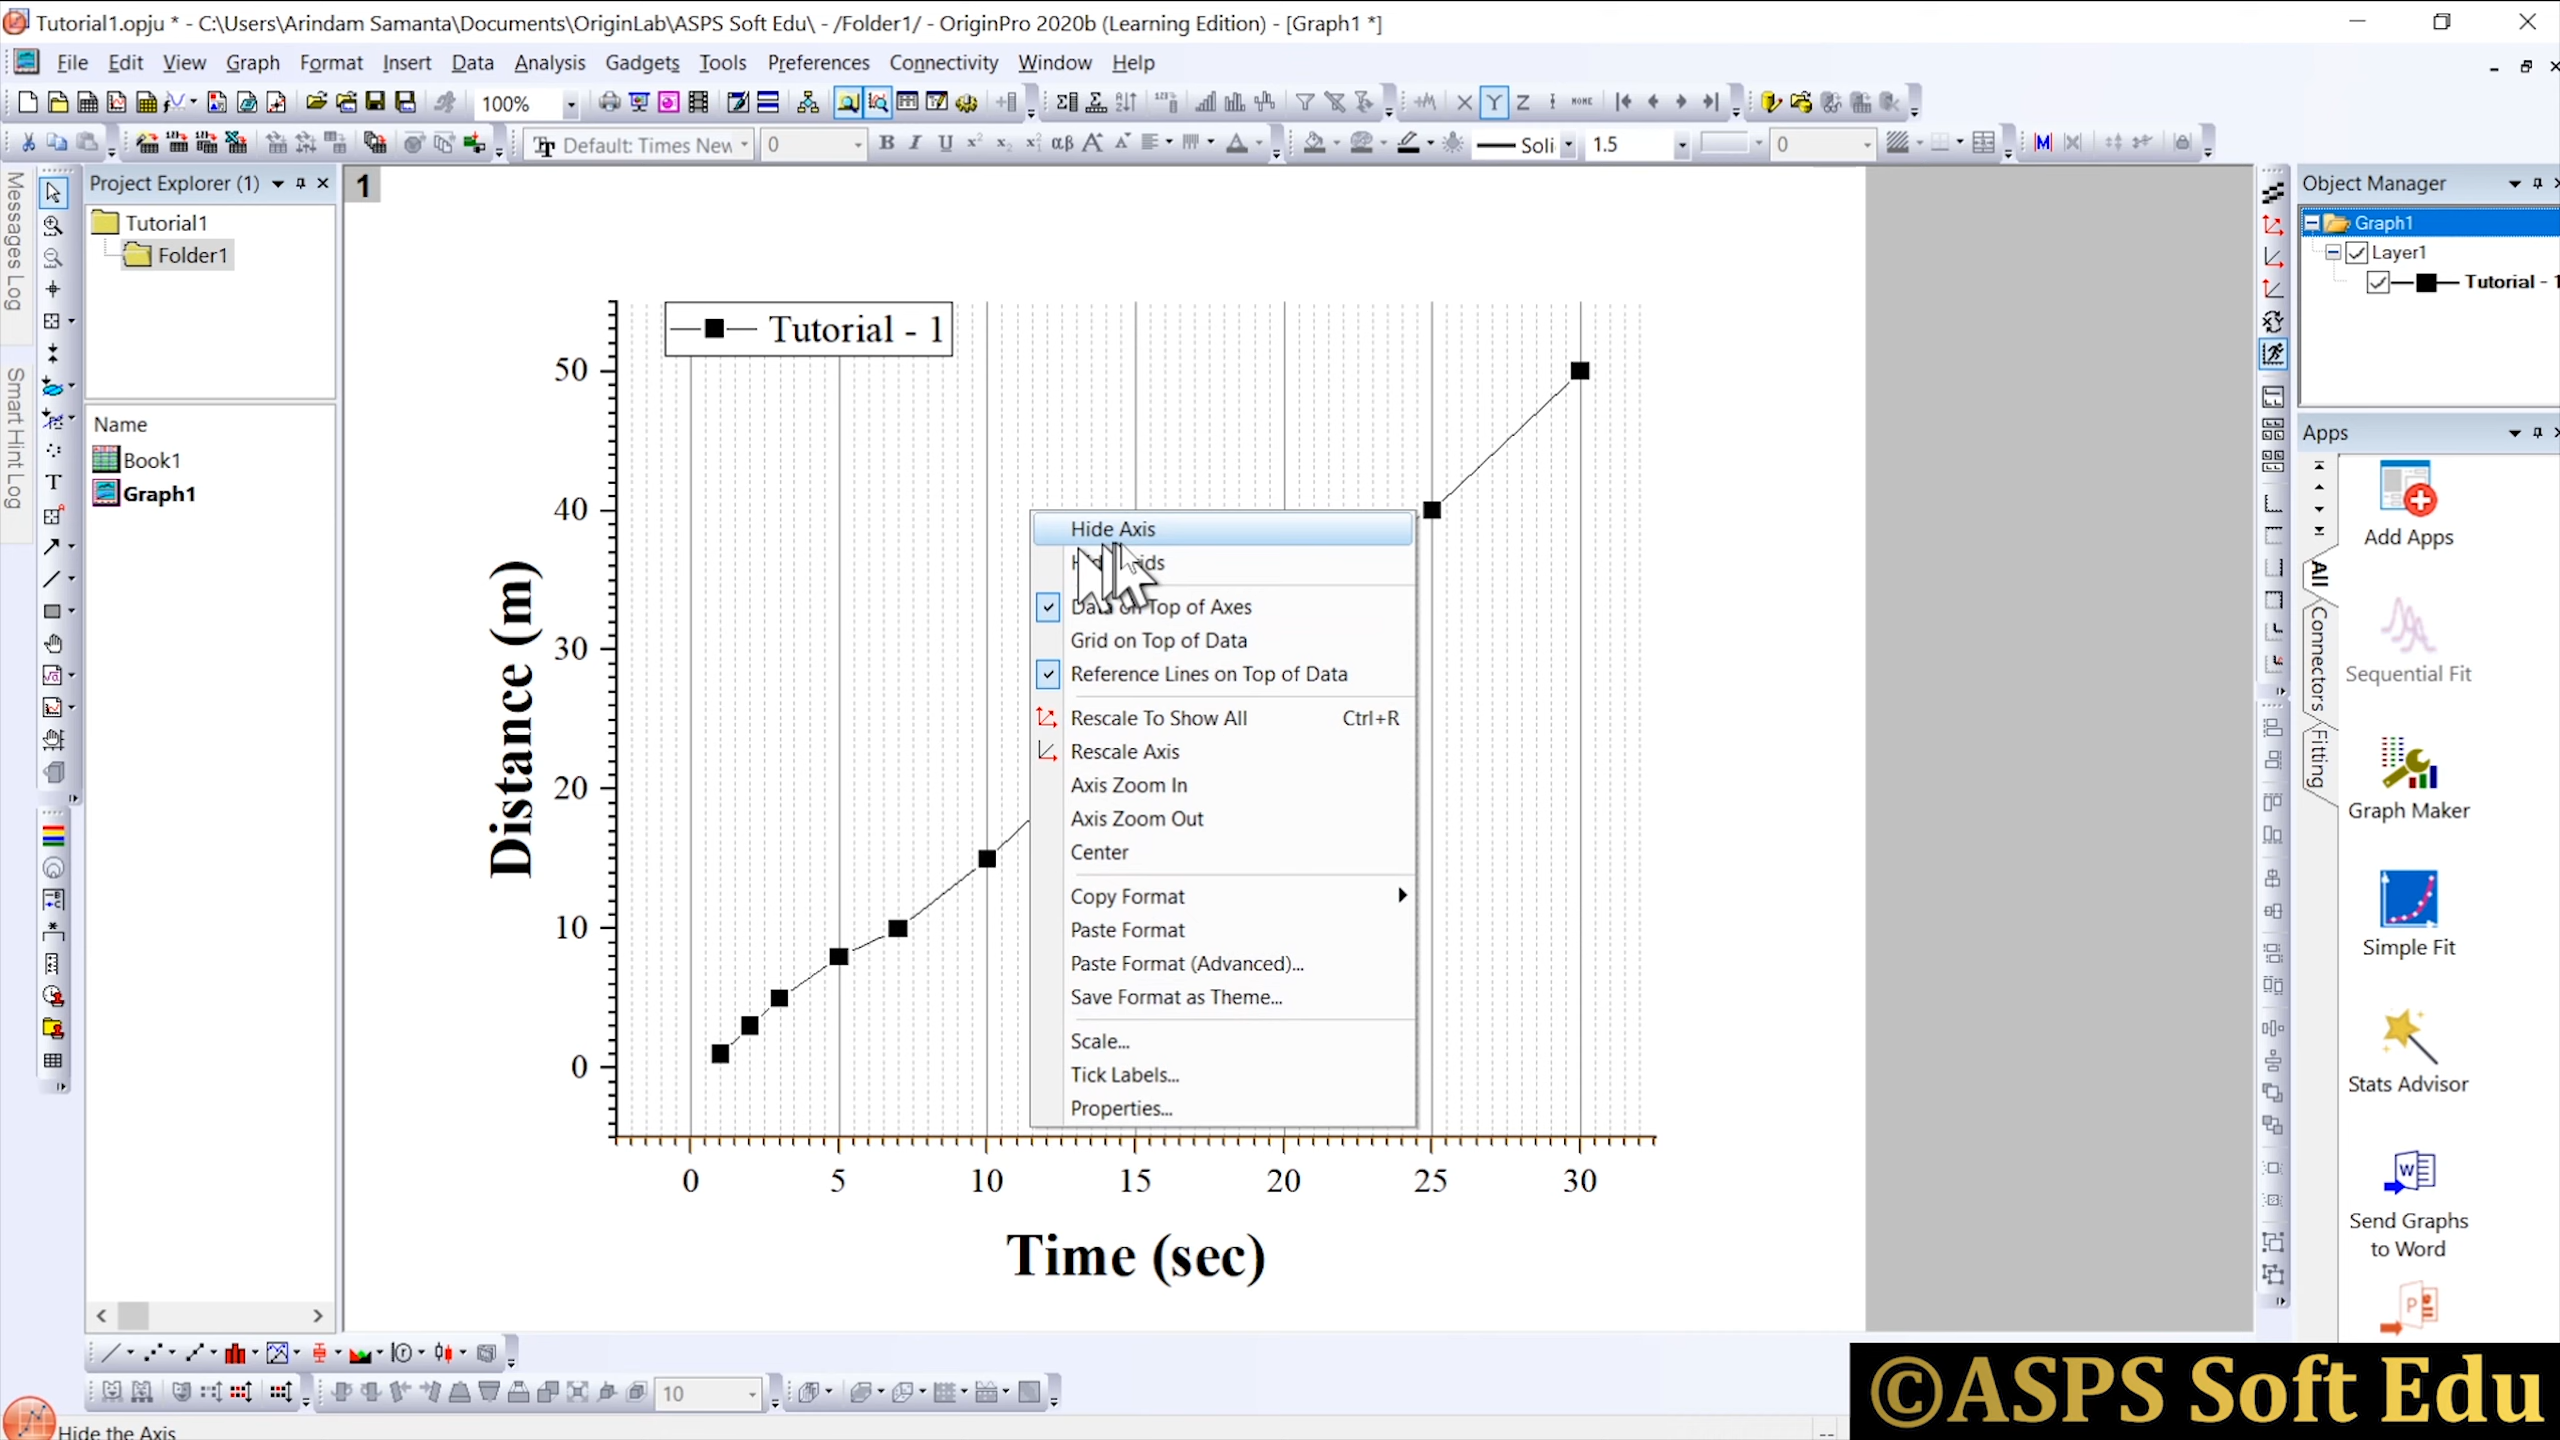 Tutorial1.opju * - C:\Users\Arindam Samanta\Documents\OriginLab\ASPS Soft Edu\ - /Folder1/ - OriginPro 2020b (Learning Edition) - [Graph1 *]
File Edit View Graph Format Insert Data Analysis Gadgets Tools Preferences Connectivity Window Help
100%
X Y Z HOME
Default: Times New 0 B I U Soli 1.5 0
Messages Log
Smart Hint Log
Project Explorer (1)
Tutorial1
Folder1
Name
Book1
Graph1
1
Tutorial - 1
50
40
30
20
10
0
Distance (m)
0 5 10 15 20 25 30
Time (sec)
Hide Axis
Data on Top of Axes
Grid on Top of Data
Reference Lines on Top of Data
Rescale To Show All Ctrl+R
Rescale Axis
Axis Zoom In
Axis Zoom Out
Center
Copy Format
Paste Format
Paste Format (Advanced)...
Save Format as Theme...
Scale...
Tick Labels...
Properties...
Object Manager
Graph1
Layer1
Tutorial - 1
Apps
All
Connectors
Fitting
Add Apps
Sequential Fit
Graph Maker
Simple Fit
Stats Advisor
Send Graphs
to Word
10
Hide the Axis
©ASPS Soft Edu